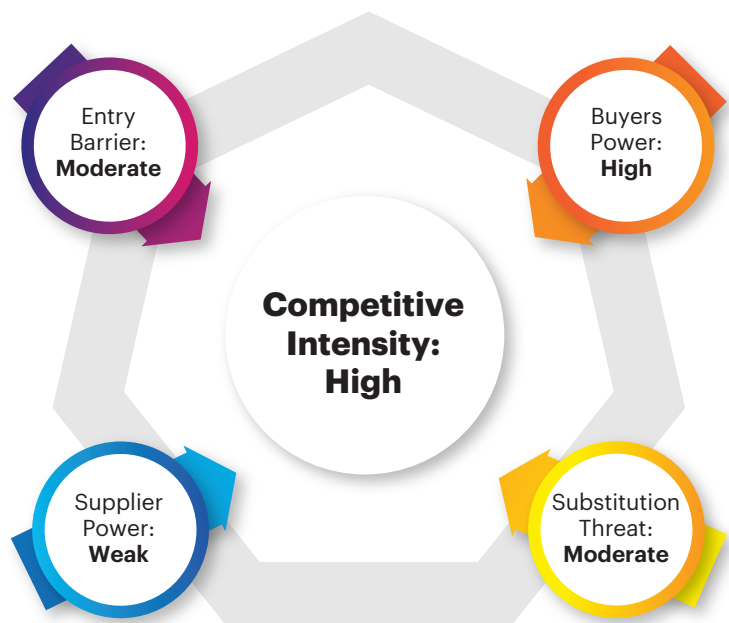 Entry
Barrier:
Moderate
Buyers
Power:
High
Competitive
Intensity:
High
Supplier
Power:
Weak
Substitution
Threat:
Moderate